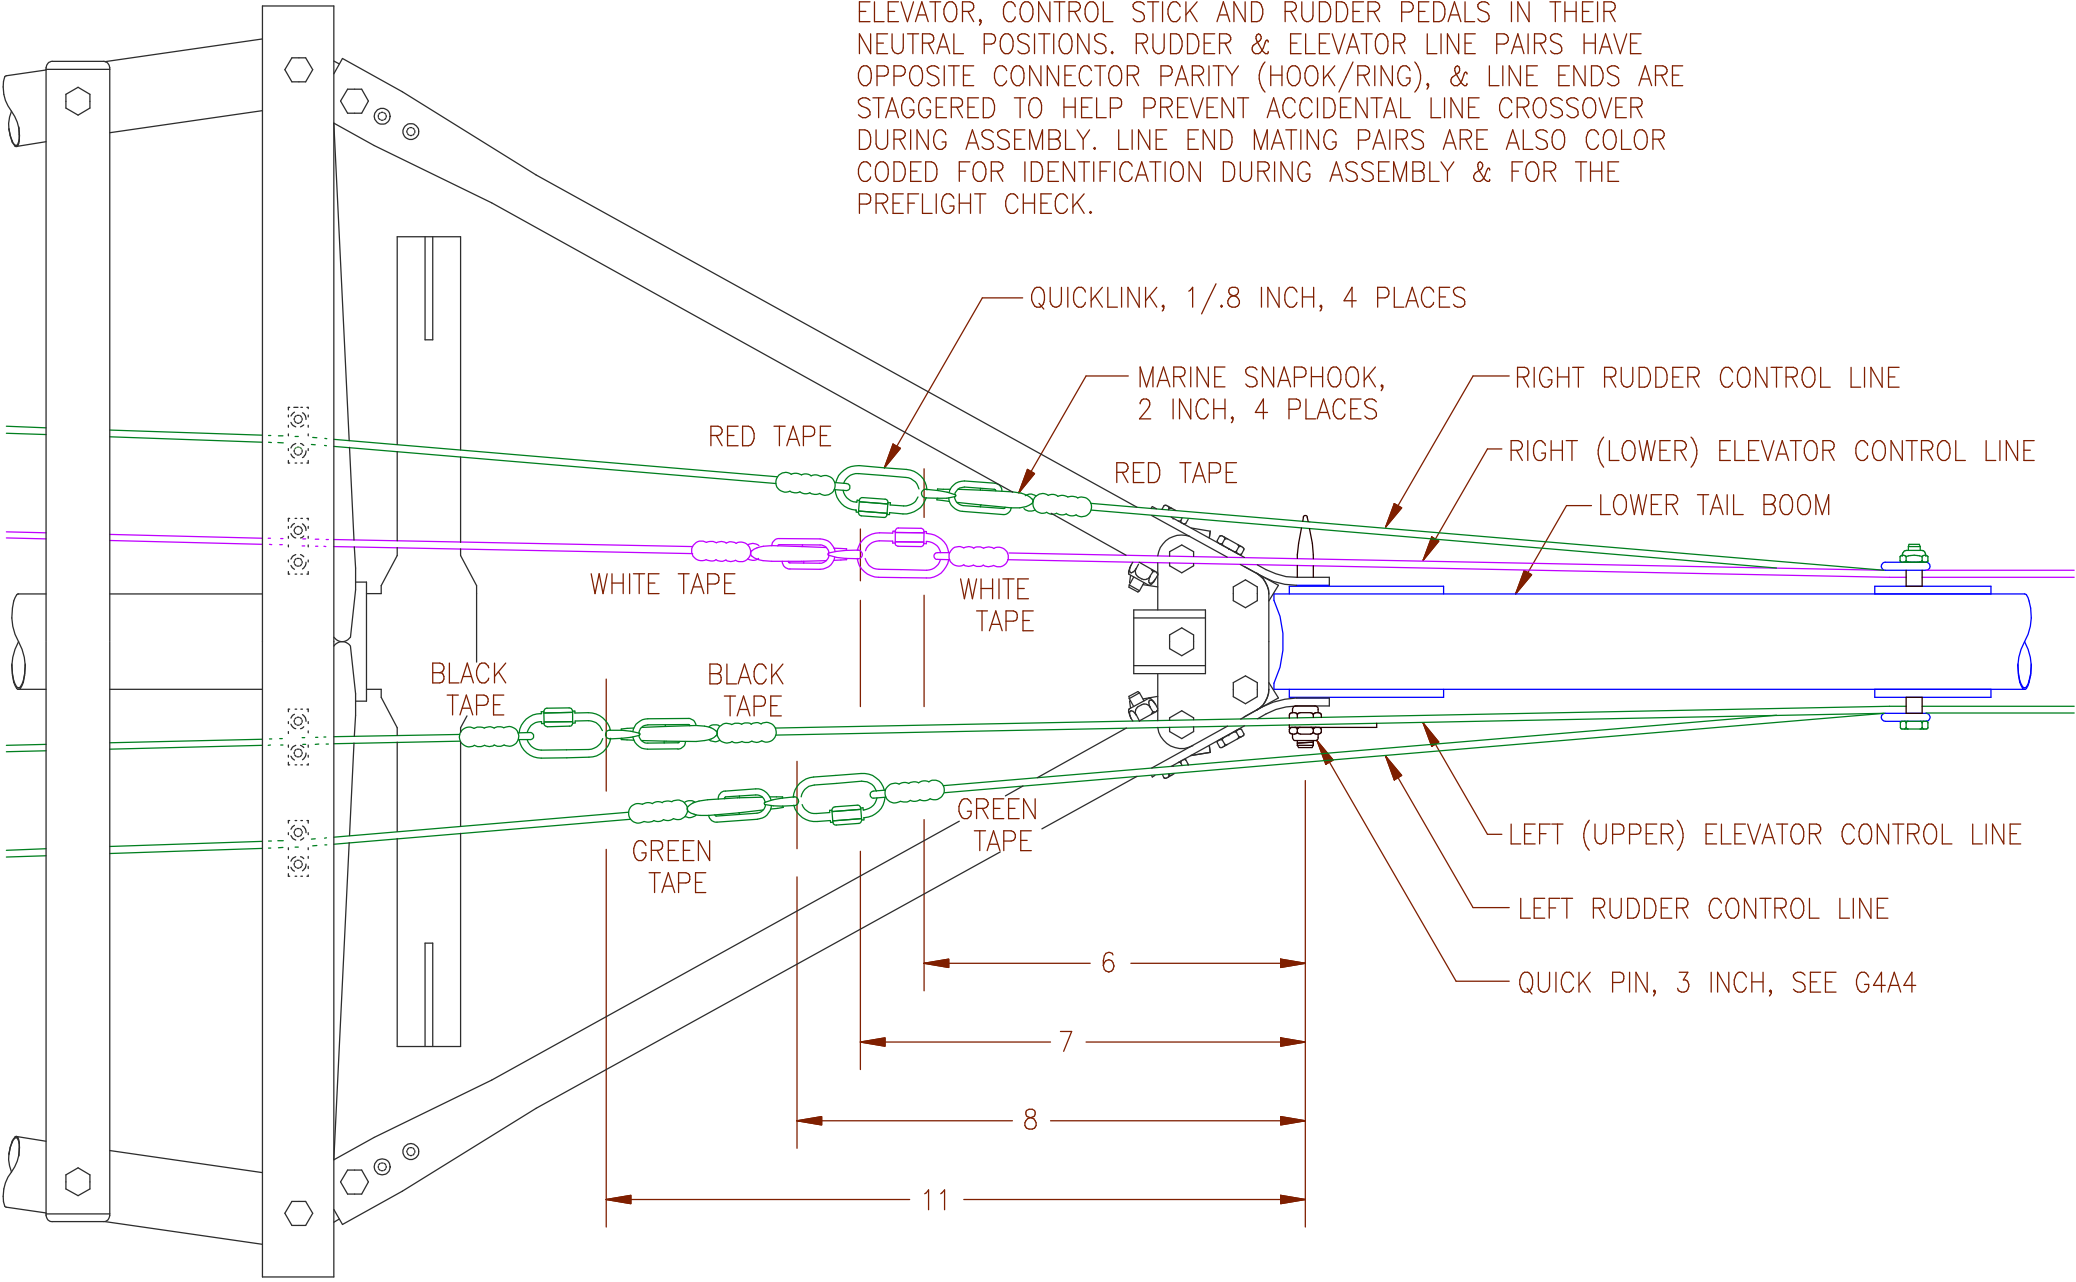 ELEVATOR, CONTROL STICK AND RUDDER PEDALS IN THEIR
NEUTRAL POSITIONS. RUDDER & ELEVATOR LINE PAIRS HAVE
OPPOSITE CONNECTOR PARITY (HOOK/RING), & LINE ENDS ARE
STAGGERED TO HELP PREVENT ACCIDENTAL LINE CROSSOVER
DURING ASSEMBLY. LINE END MATING PAIRS ARE ALSO COLOR
CODED FOR IDENTIFICATION DURING ASSEMBLY & FOR THE
PREFLIGHT CHECK.
QUICKLINK, 1/.8 INCH, 4 PLACES
MARINE SNAPHOOK,
2 INCH, 4 PLACES
RIGHT RUDDER CONTROL LINE
RED TAPE
RIGHT (LOWER) ELEVATOR CONTROL LINE
RED TAPE
LOWER TAIL BOOM
WHITE TAPE
WHITE
TAPE
BLACK
TAPE
BLACK
TAPE
GREEN
TAPE
GREEN
TAPE
LEFT (UPPER) ELEVATOR CONTROL LINE
LEFT RUDDER CONTROL LINE
QUICK PIN, 3 INCH, SEE G4A4
6
7
8
11